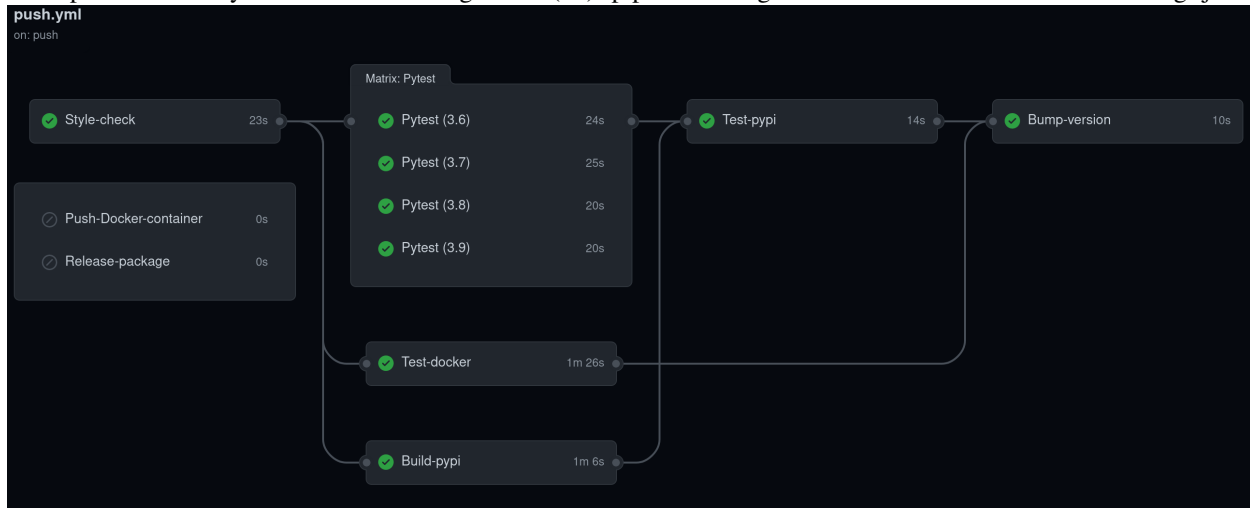 push.yml
on: push
Matrix: Pytest
Style-check 23s
Pytest (3.6) 24s
Pytest (3.7) 25s
Pytest (3.8) 20s
Pytest (3.9) 20s
Test-pypi 14s
Bump-version 10s
Push-Docker-container 0s
Release-package 0s
Test-docker 1m 26s
Build-pypi 1m 6s